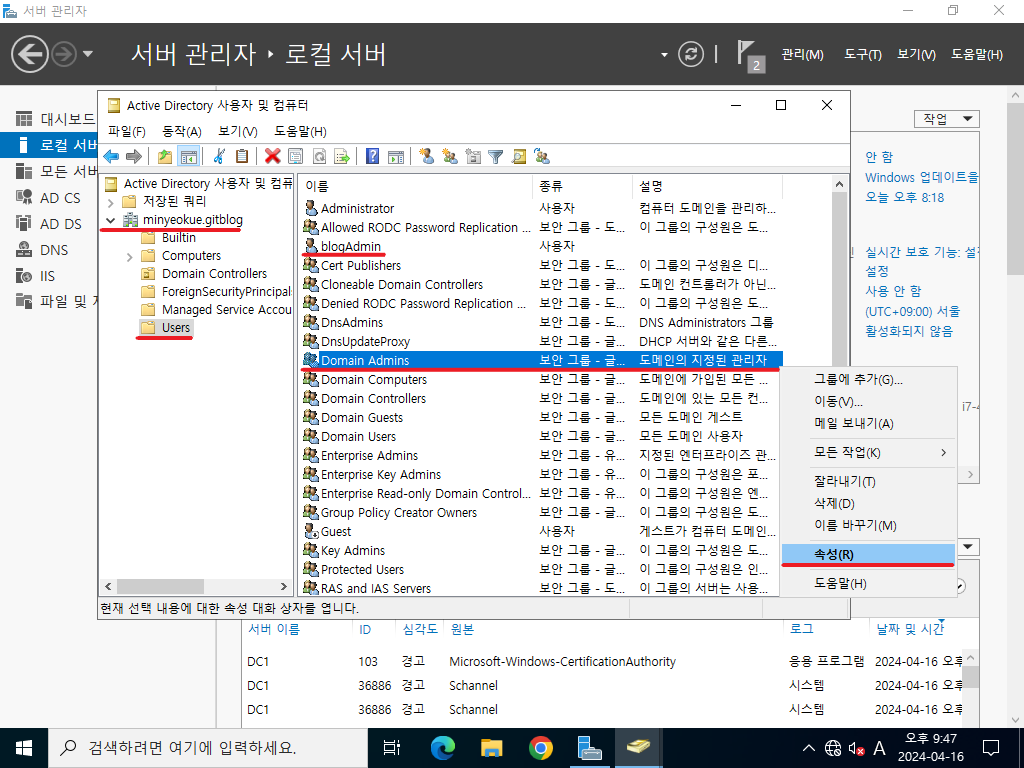 서버 관리자
서버 관리자 · 로컬 서버
2
관리(M) 도구(T) 보기(V) 도움말(H)
대시보드
로컬 서버
모든 서버
AD CS
AD DS
DNS
IIS
파일 및
Active Directory 사용자 및 컴퓨터
파일(F) 동작(A) 보기(V) 도움말(H)
Active Directory 사용자 및 컴퓨
저장된 쿼리
minyeokue.gitblog
Builtin
Computers
Domain Controllers
ForeignSecurityPrincipal
Managed Service Accou
Users
이름 종류 설명
Administrator 사용자 컴퓨터 도메인을 관리하...
Allowed RODC Password Replication ... 보안 그룹 - 도... 이 그룹의 구성원은 도...
blogAdmin 사용자
Cert Publishers 보안 그룹 - 도... 이 그룹의 구성원은 디...
Cloneable Domain Controllers 보안 그룹 - 글... 도메인 컨트롤러가 아닌...
Denied RODC Password Replication ... 보안 그룹 - 도... 이 그룹의 구성원은 도...
DnsAdmins 보안 그룹 - 도... DNS Administrators 그룹
DnsUpdateProxy 보안 그룹 - 글... DHCP 서버와 같은 다른...
Domain Admins 보안 그룹 - 글... 도메인의 지정된 관리자
Domain Computers 보안 그룹 - 글... 도메인에 가입된 모든 ...
Domain Controllers 보안 그룹 - 글... 도메인에 있는 모든 컨...
Domain Guests 보안 그룹 - 글... 모든 도메인 게스트
Domain Users 보안 그룹 - 글... 모든 도메인 사용자
Enterprise Admins 보안 그룹 - 유... 지정된 엔터프라이즈 관...
Enterprise Key Admins 보안 그룹 - 유... 이 그룹의 구성원은 포...
Enterprise Read-only Domain Control... 보안 그룹 - 유... 이 그룹의 구성원은 엔...
Group Policy Creator Owners 보안 그룹 - 글... 이 그룹의 구성원은 도...
Guest 사용자 게스트가 컴퓨터 도메인...
Key Admins 보안 그룹 - 글... 이 그룹의 구성원은 도...
Protected Users 보안 그룹 - 글... 이 그룹의 구성원은 인...
RAS and IAS Servers 보안 그룹 - 도... 이 그룹의 서버는 사용...
현재 선택 내용에 대한 속성 대화 상자를 엽니다.
그룹에 추가(G)...
이동(V)...
메일 보내기(A)
모든 작업(K)
잘라내기(T)
삭제(D)
이름 바꾸기(M)
속성(R)
도움말(H)
작업
안 함
Windows 업데이트을
오늘 오후 8:18
실시간 보호 기능: 설정
설정
사용 안 함
(UTC+09:00) 서울
활성화되지 않음
i7-4
서버 이름 ID 심각도 원본 로그 날짜 및 시간
DC1 103 경고 Microsoft-Windows-CertificationAuthority 응용 프로그램 2024-04-16 오후
DC1 36886 경고 Schannel 시스템 2024-04-16 오후
DC1 36886 경고 Schannel 시스템 2024-04-16 오후
검색하려면 여기에 입력하세요.
A
오후 9:47
2024-04-16